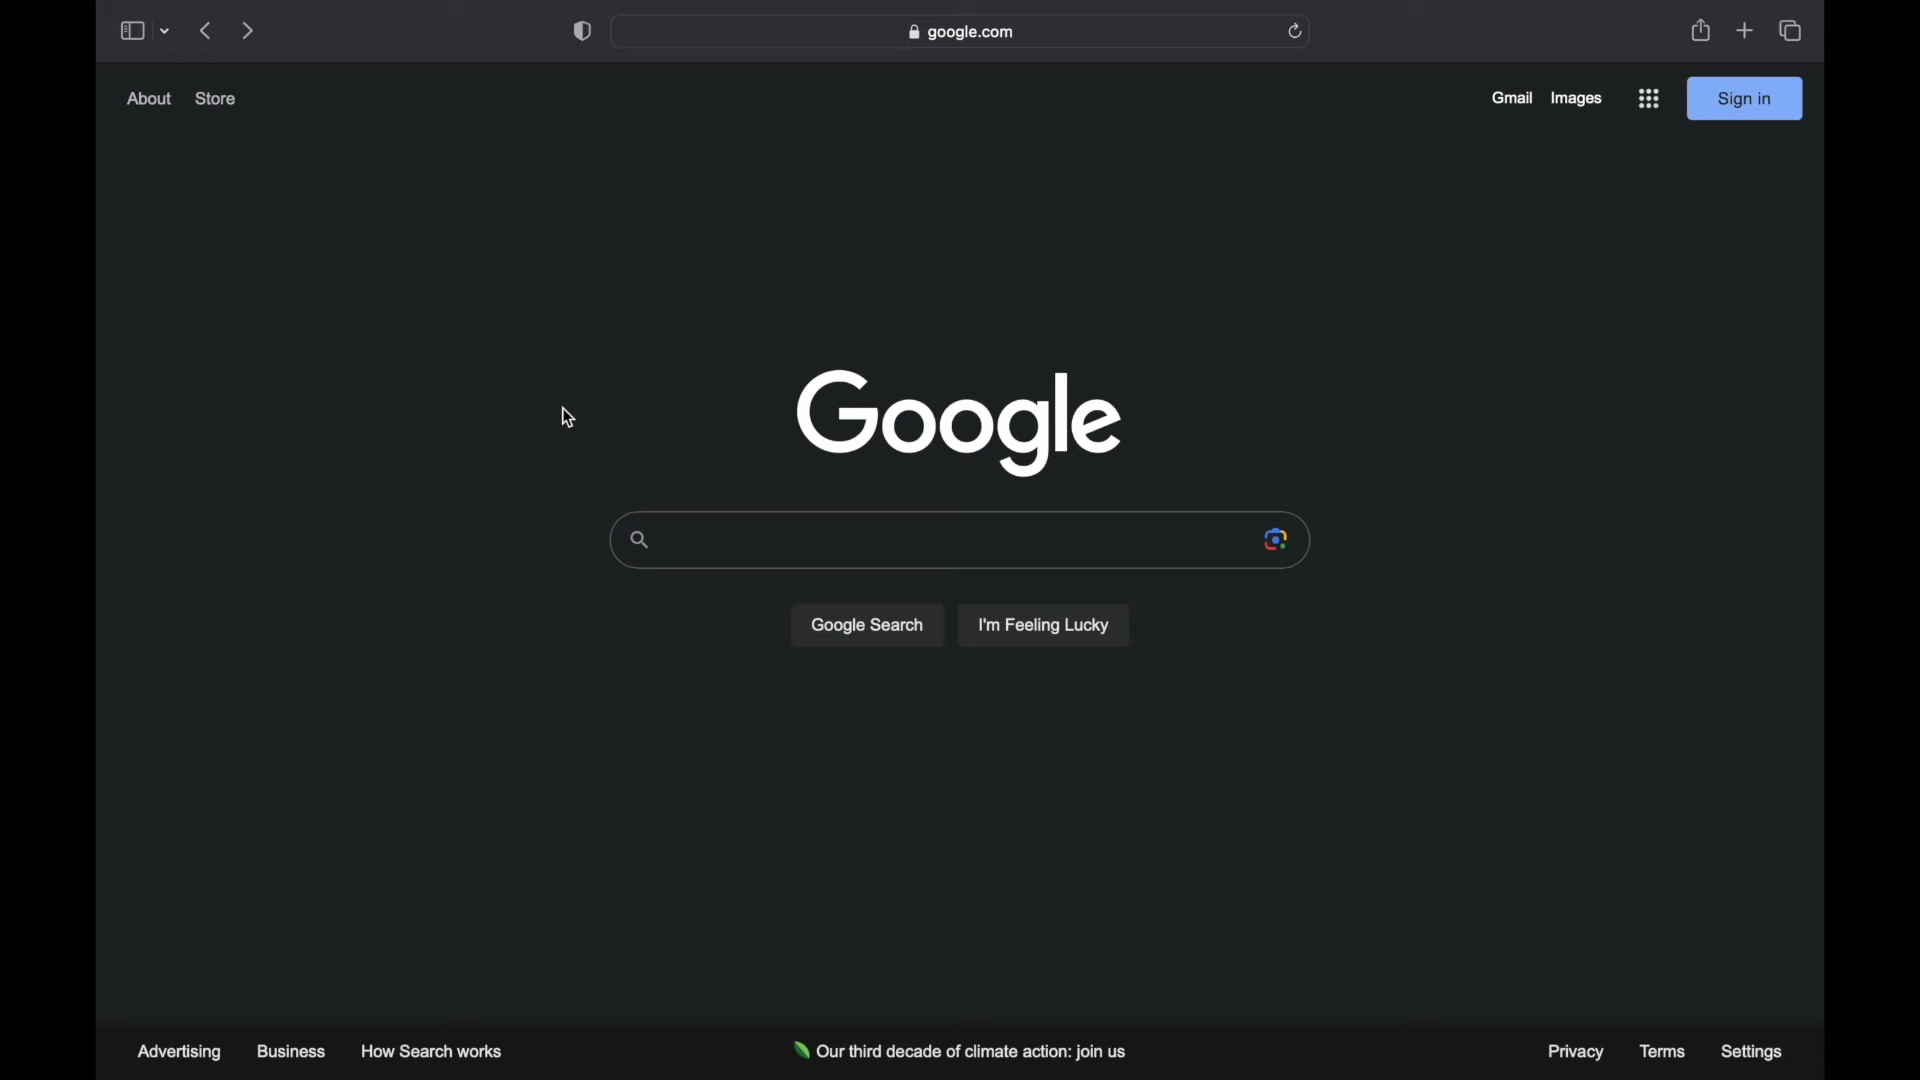 google.com
About Store
Gmail Images
Sign in
Google
Google Search
I'm Feeling Lucky
Advertising Business How Search works
Our third decade of climate action: join us
Privacy Terms Settings